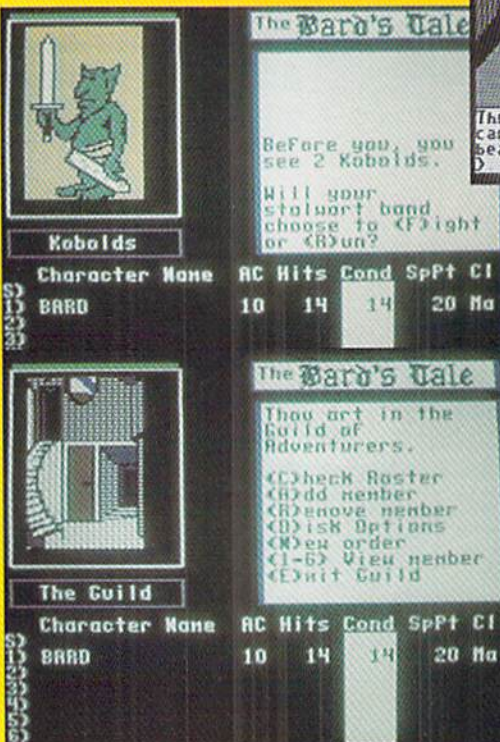 The Bard's Tale
Before you, you
see 2 Kobolds.
Will your
stalwart band
choose to <F>ight
or <R>un?
Kobolds
Character Name AC Hits Cond SpPt Cl
S)
1) BARD 10 14 14 20 Ma
2)
3)
The Bard's Tale
Thou art in the
Guild of
Adventurers.
<C>heck Roster
<A>dd member
<R>emove member
<D>isk Options
<N>ew order
<1-6> View member
<E>xit Guild
The Guild
Character Name AC Hits Cond SpPt Cl
S)
1) BARD 10 14 14 20 Ma
2)
3)
4)
5)
6)